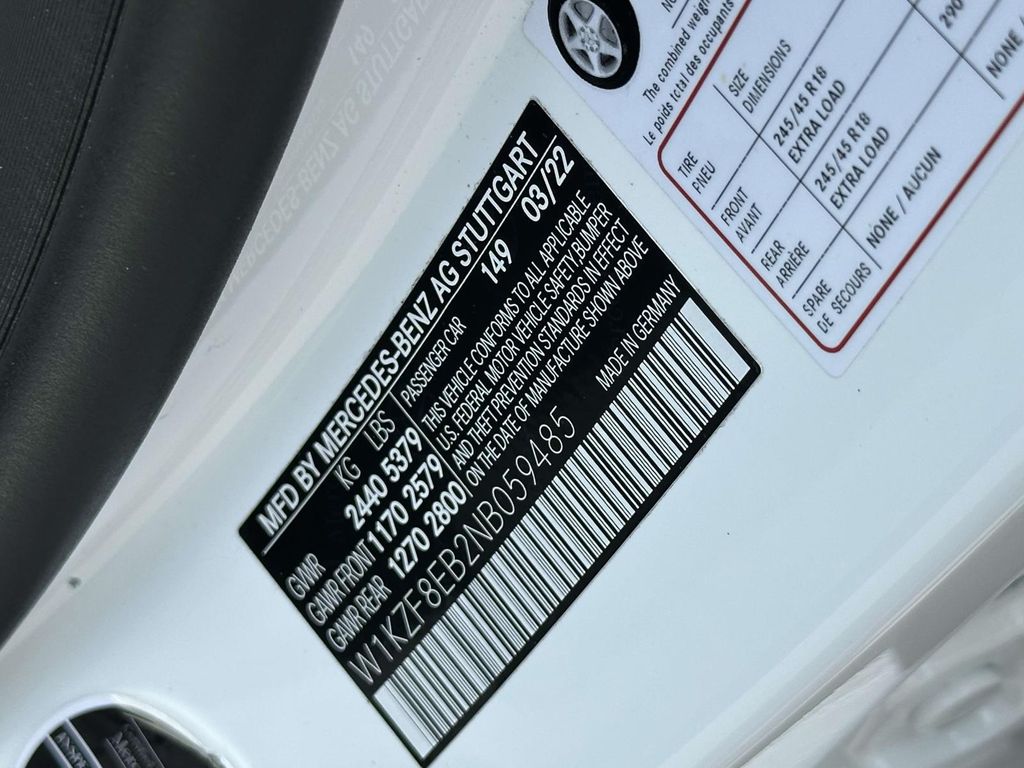 MFD BY MERCEDES-BENZ AG STUTTGART
149 03/22
KG LBS
GVWR 2440 5379
GAWR FRONT 1170 2579
GAWR REAR 1270 2800
PASSENGER CAR
THIS VEHICLE CONFORMS TO ALL APPLICABLE
U.S. FEDERAL MOTOR VEHICLE SAFETY,BUMPER
AND THEFT PREVENTION STANDARDS IN EFFECT
ON THE DATE OF MANUFACTURE SHOWN ABOVE
W1KZF8EB2NB059485
MADE IN GERMANY
The combined weight
Le poids total des occupants
TIRE
PNEU
SIZE
DIMENSIONS
FRONT
AVANT
245/45 R18
EXTRA LOAD
REAR
ARRIÈRE
245/45 R18
EXTRA LOAD
290
SPARE
DE SECOURS
NONE / AUCUN
NONE /